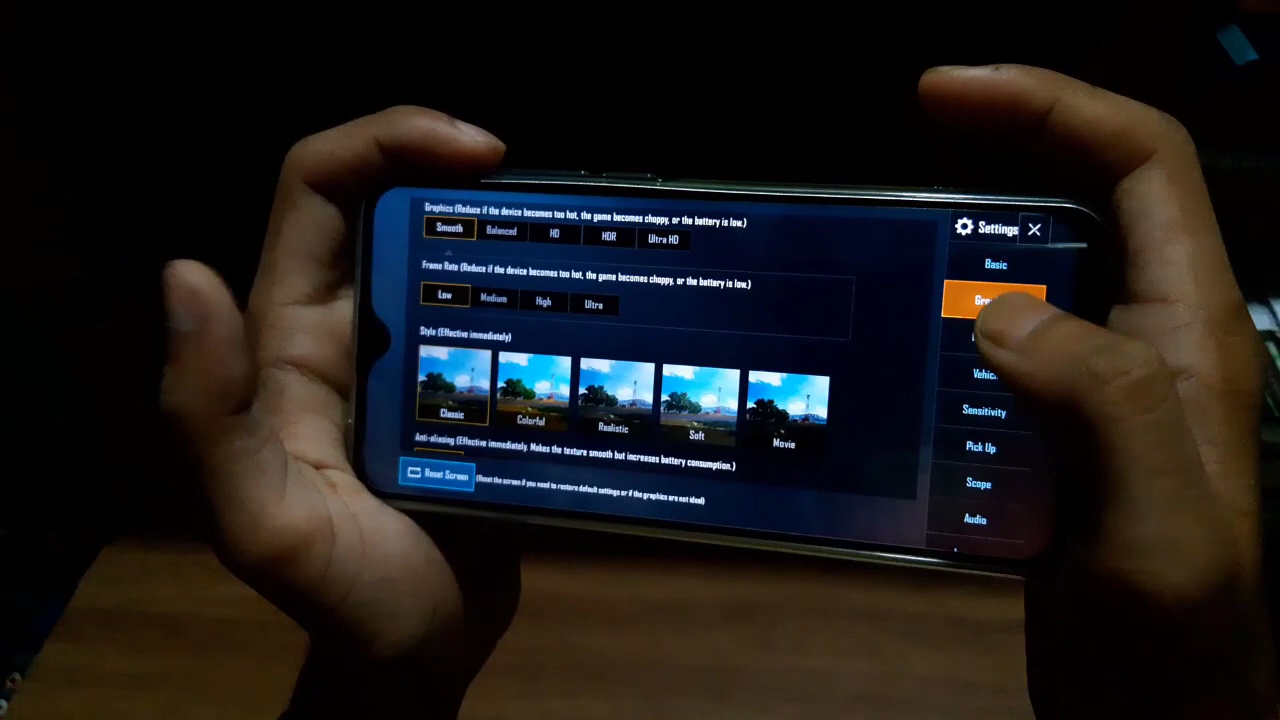 Graphics (Reduce if the device becomes too hot, the game becomes choppy, or the battery is low.)
Smooth Balanced HD HDR Ultra HD
Frame Rate (Reduce if the device becomes too hot, the game becomes choppy, or the battery is low.)
Low Medium High Ultra
Style (Effective immediately)
Classic Colorful Realistic Soft Movie
Anti-aliasing (Effective immediately. Makes the texture smooth but increases battery consumption.)
Reset Screen (Reset the screen if you need to restore default settings or if the graphics are not ideal)
Settings
Basic
Sensitivity
Pick Up
Scope
Audio